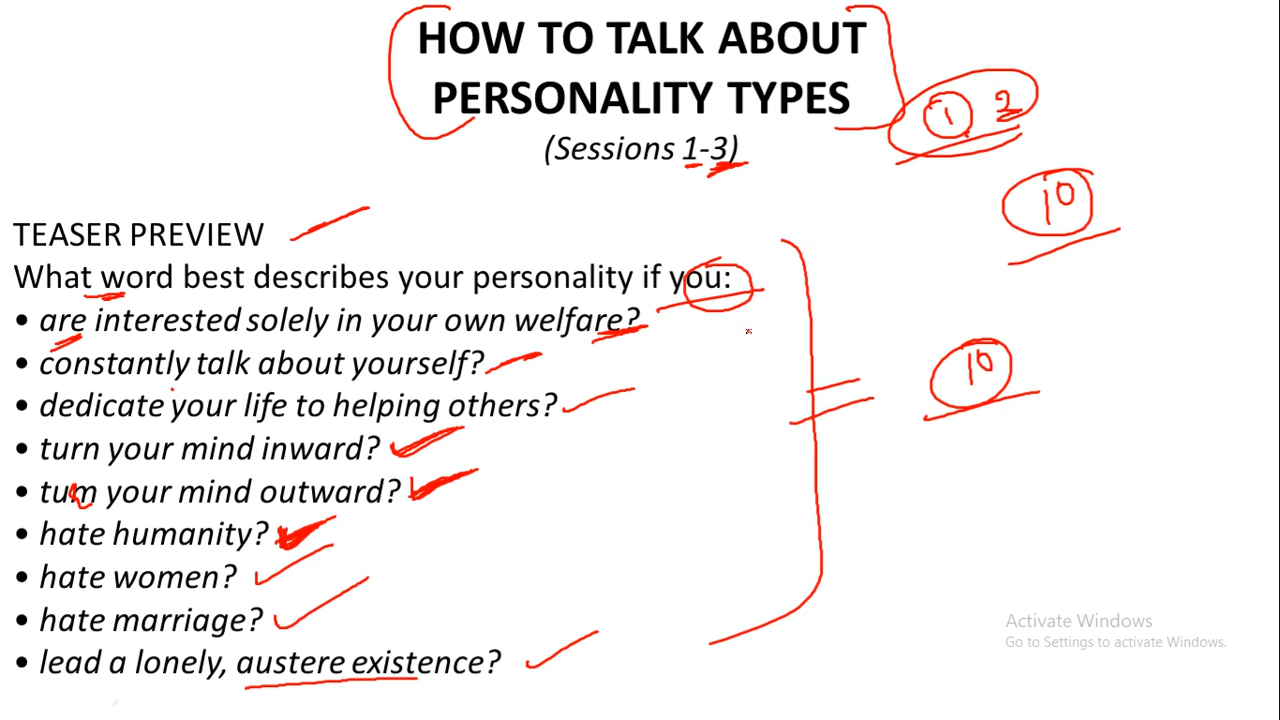 HOW TO TALK ABOUT
PERSONALITY TYPES
(Sessions 1-3)
1 2
10
TEASER PREVIEW
What word best describes your personality if you:
• are interested solely in your own welfare?
• constantly talk about yourself?
10
• dedicate your life to helping others?
• turn your mind inward?
• tum your mind outward?
• hate humanity?
• hate women?
• hate marriage?
Activate Windows
Go to Settings to activate Windows.
• lead a lonely, austere existence?